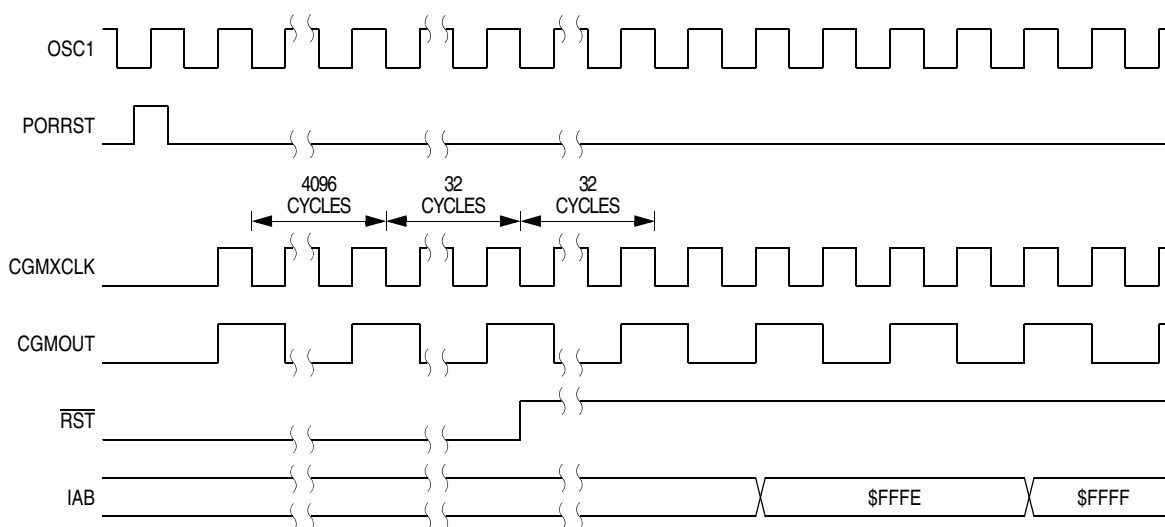 OSC1
PORRST
4096
CYCLES
32
CYCLES
32
CYCLES
CGMXCLK
CGMOUT
RST
IAB
$FFFE
$FFFF